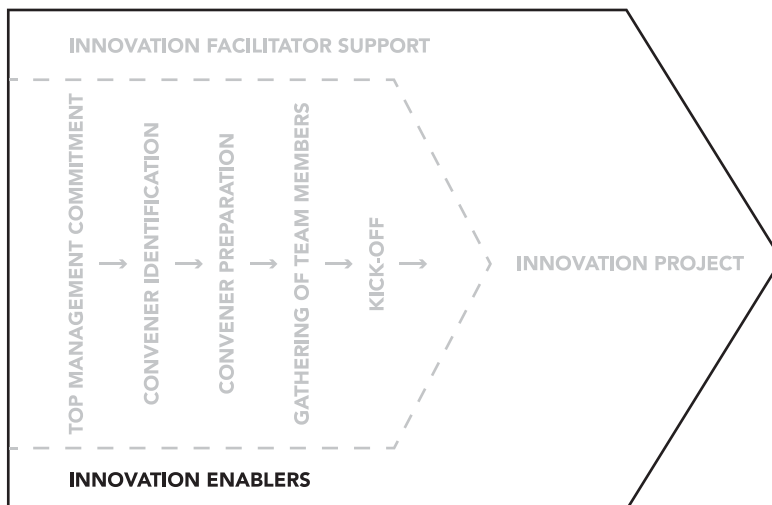 INNOVATION FACILITATOR SUPPORT
TOP MANAGEMENT COMMITMENT
CONVENER IDENTIFICATION
CONVENER PREPARATION
GATHERING OF TEAM MEMBERS
KICK-OFF
INNOVATION PROJECT
INNOVATION ENABLERS